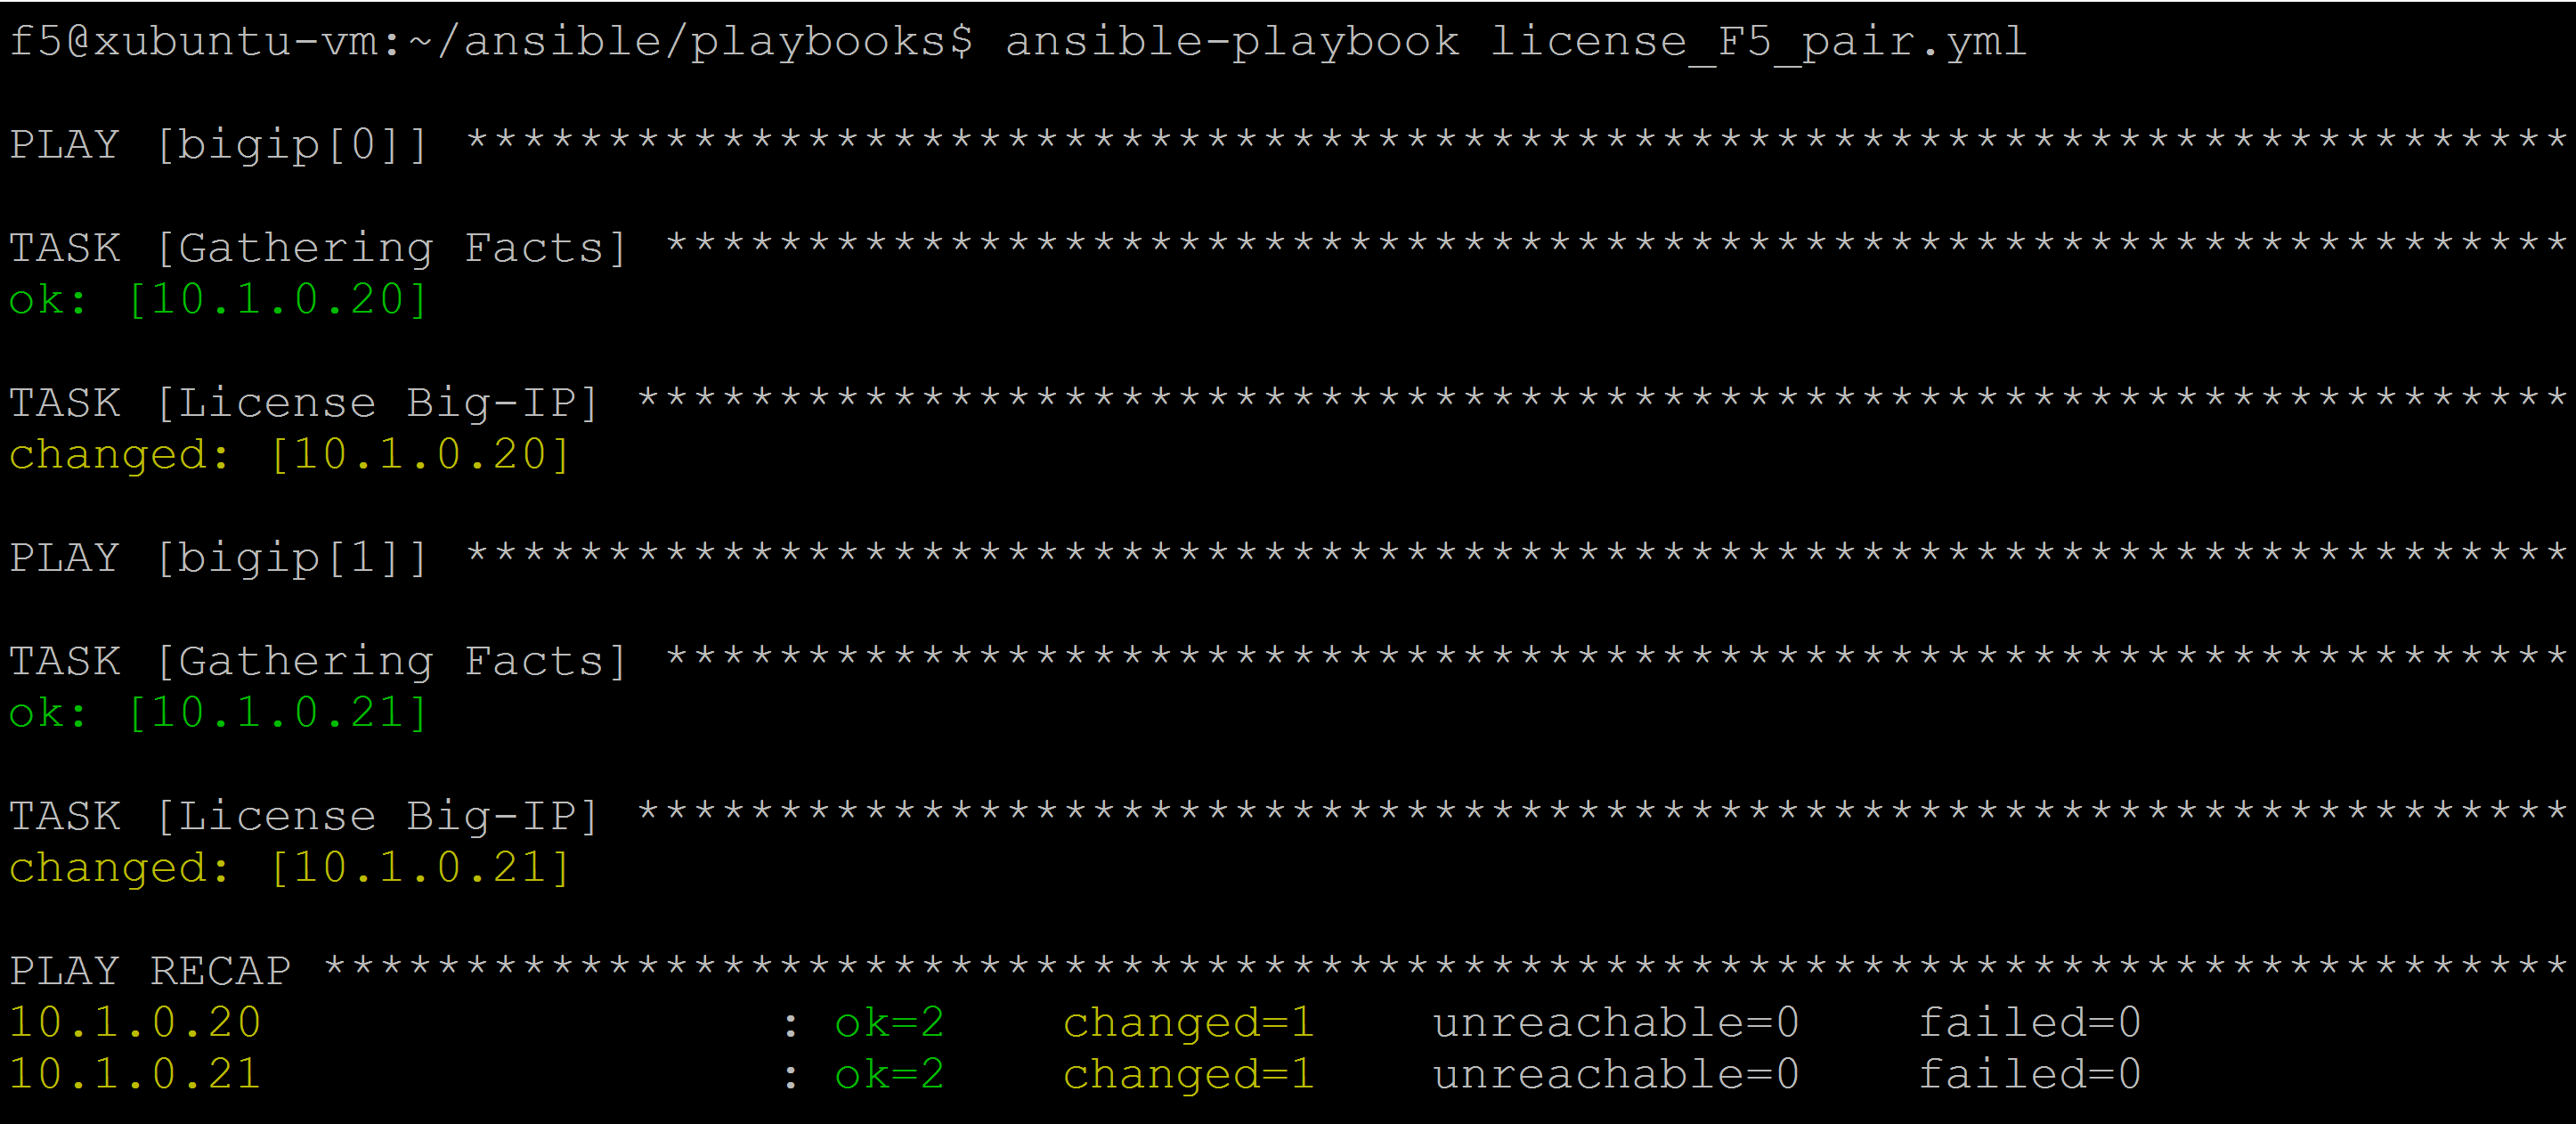 f5@xubuntu-vm:~/ansible/playbooks$ ansible-playbook license_F5_pair.yml
PLAY [bigip[0]] **************************************************************************
TASK [Gathering Facts] *******************************************************************
ok: [10.1.0.20]
TASK [License Big-IP] ********************************************************************
changed: [10.1.0.20]
PLAY [bigip[1]] **************************************************************************
TASK [Gathering Facts] *******************************************************************
ok: [10.1.0.21]
TASK [License Big-IP] ********************************************************************
changed: [10.1.0.21]
PLAY RECAP *******************************************************************************
10.1.0.20 : ok=2 changed=1 unreachable=0 failed=0
10.1.0.21 : ok=2 changed=1 unreachable=0 failed=0